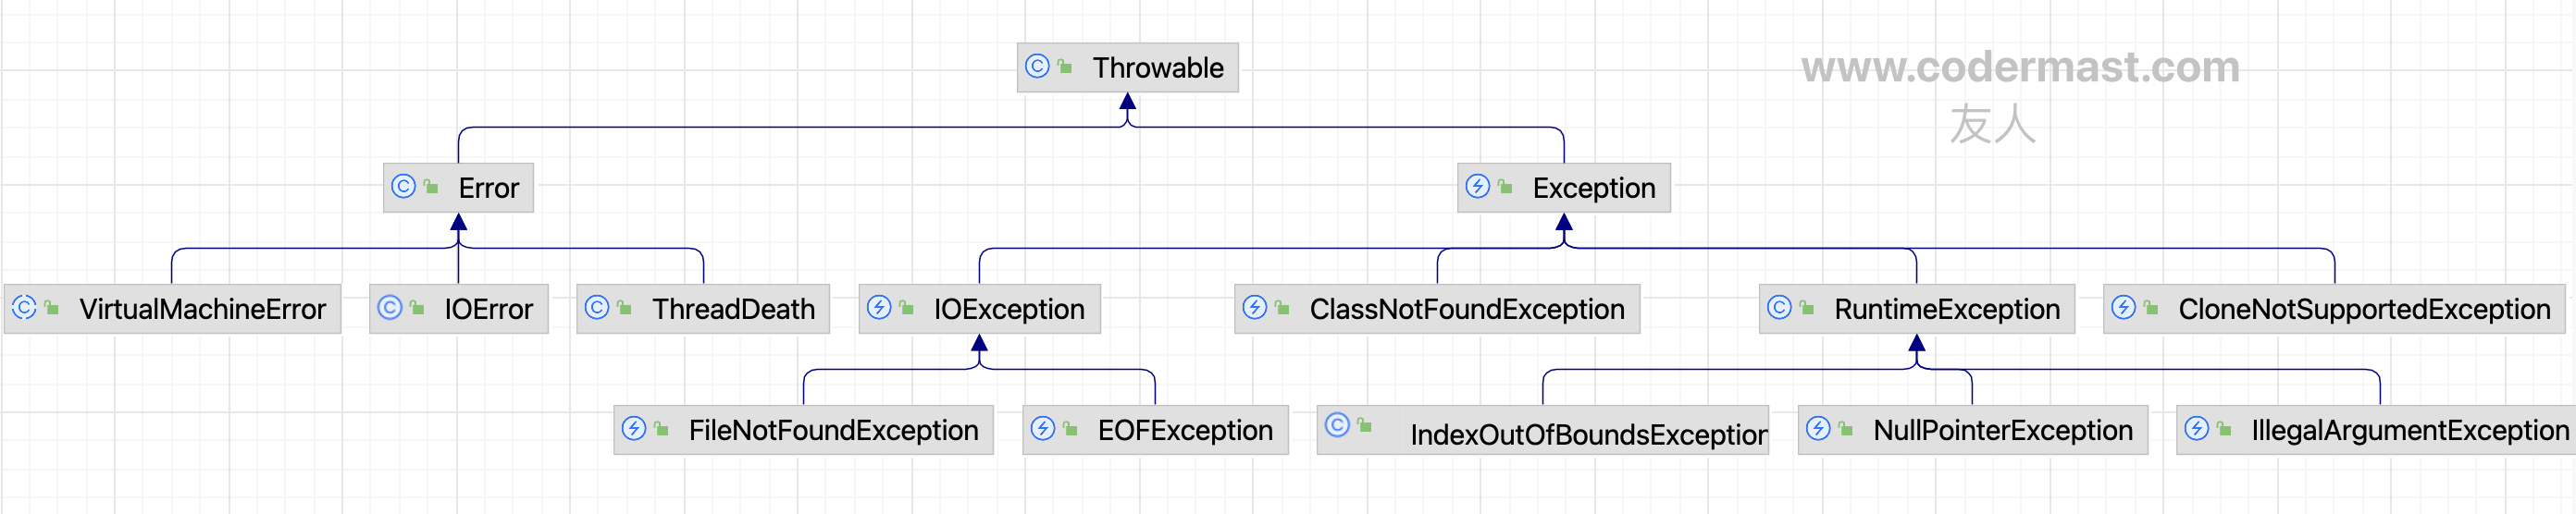 Throwable
www.codermast.com
友人
Error
Exception
VirtualMachineError
IOError
ThreadDeath
IOException
ClassNotFoundException
RuntimeException
CloneNotSupportedException
FileNotFoundException
EOFException
IndexOutOfBoundsException
NullPointerException
IllegalArgumentException